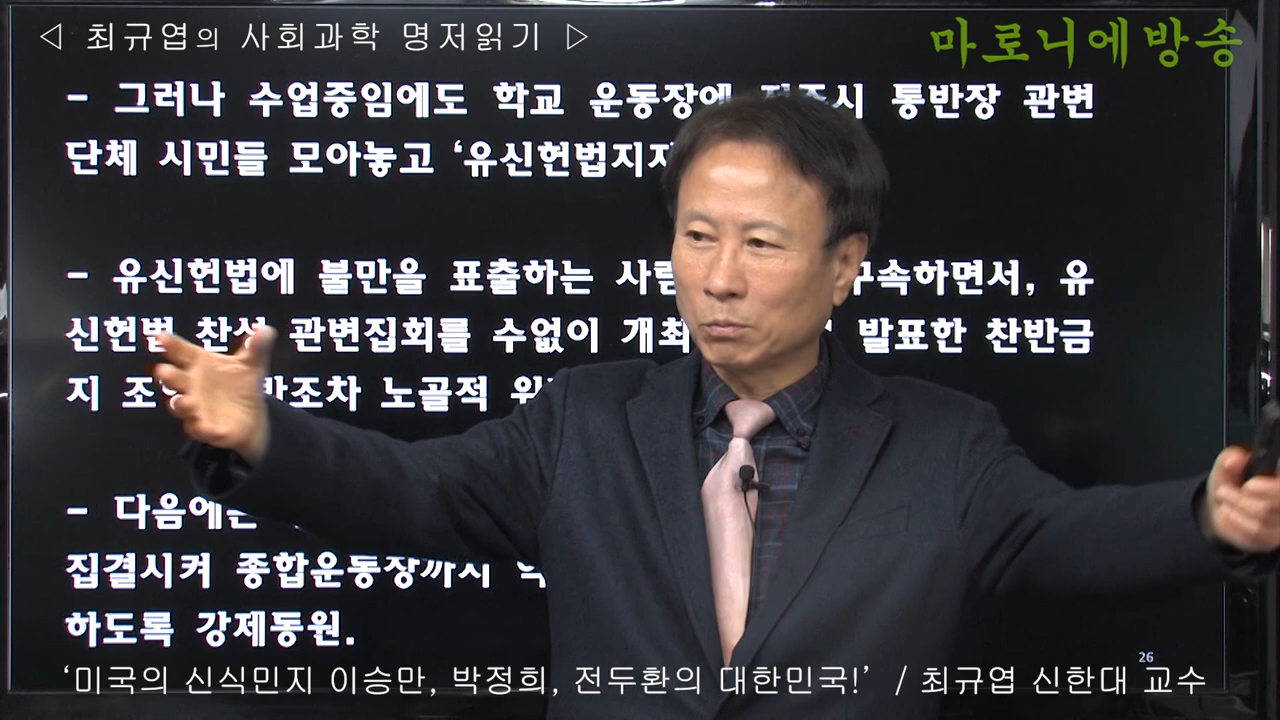 ◁ 최규엽의 사회과학 명저읽기 ▷
마로니에방송
- 그러나 수업중임에도 학교 운동장에 통반장 관변
단체 시민들 모아놓고 ‘유신헌법지지
- 유신헌법에 불만을 표출하는 구속하면서, 유
신헌법 찬성 관변집회를 수없이 개최 발표한 찬반금
지 노골적
- 다음에는
집결시켜 종합운동장까지
하도록 강제동원.
26
‘미국의 신식민지 이승만, 박정희, 전두환의 대한민국!’ / 최규엽 신한대 교수